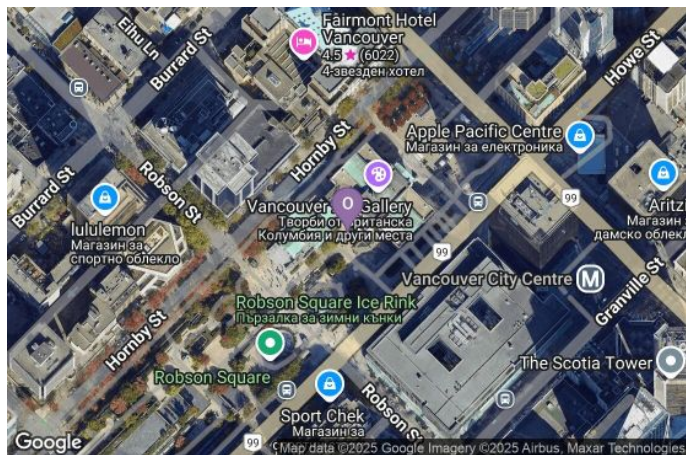 Eihu Ln
Burrard St
Fairmont Hotel
Vancouver
4.5 ★ (6022)
4-звезден хотел
Howe St
Hornby St
Apple Pacific Centre
Магазин за електроника
Robson St
Burrard St
lululemon
Магазин за
спортно облекло
O
Vancouver Gallery
Творби от Британска
Колумбия и други места
99
Aritzi
Магазин
дамско облекл
99
Vancouver City Centre
M
Granville St
Robson Square Ice Rink
Пързалка за зимни кънки
Hornby St
Robson Square
The Scotia Tower
Sport Chek
Магазин за
Robson St
99
Google
Map data ©2025 Google Imagery ©2025 Airbus, Maxar Technologies